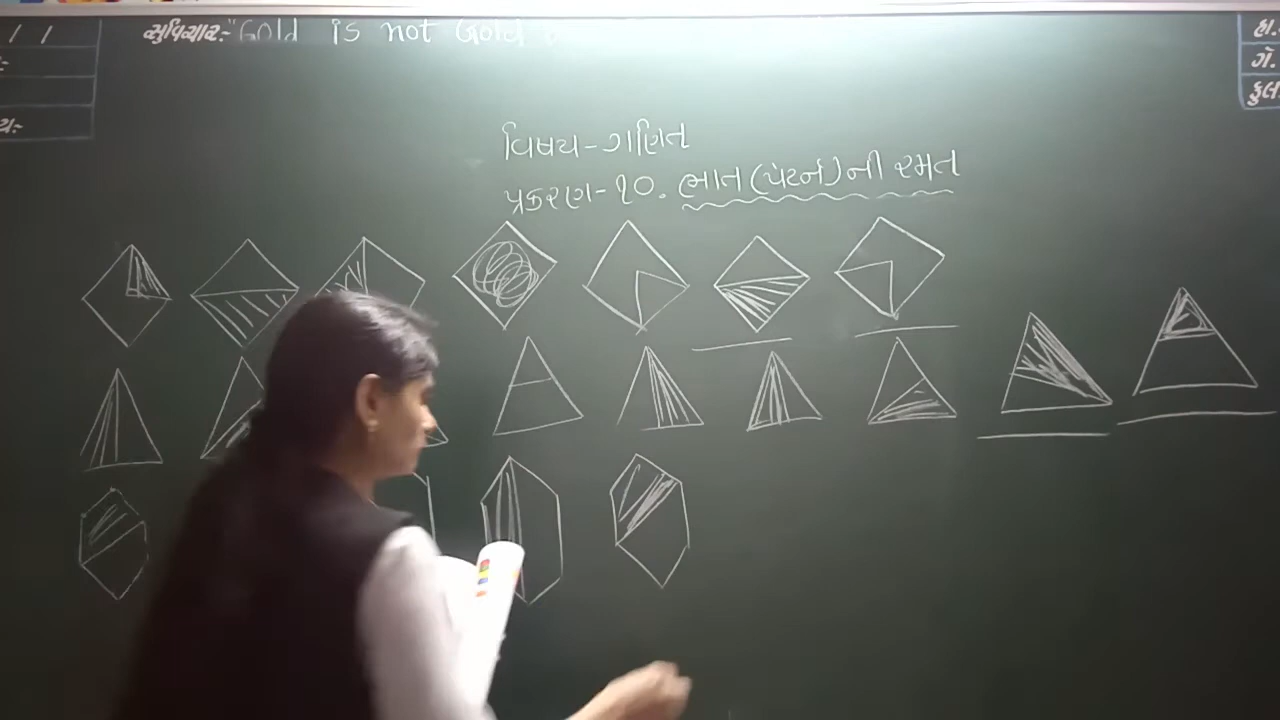 / /
સુવિચાર:- "Gold is not Gold
હા.
ગે.
ફુલ
ય:-
વિષય - ગણિત
પ્રકરણ - ૧૦. ભાત (પેટર્ન) ની રમત